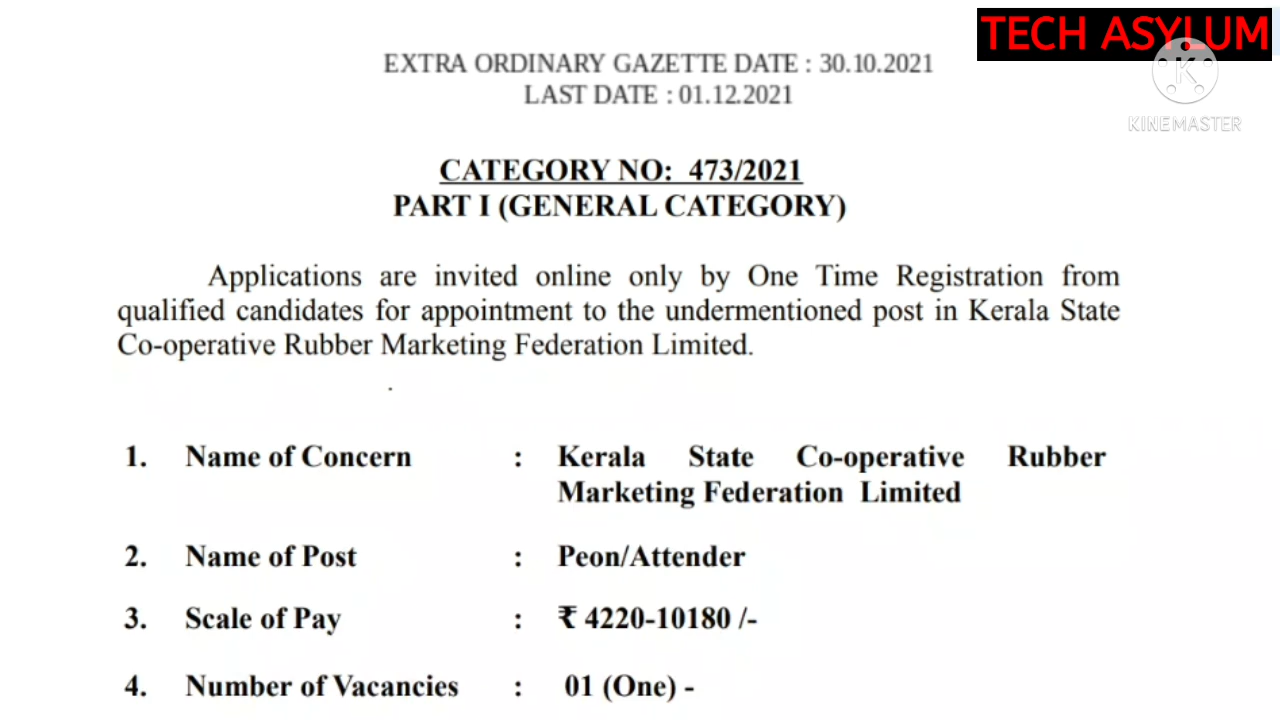 TECH ASYLUM
KINEMASTER
EXTRA ORDINARY GAZETTE DATE : 30.10.2021
LAST DATE : 01.12.2021
CATEGORY NO: 473/2021
PART I (GENERAL CATEGORY)
Applications are invited online only by One Time Registration from
qualified candidates for appointment to the undermentioned post in Kerala State
Co-operative Rubber Marketing Federation Limited.
1. Name of Concern : Kerala State Co-operative Rubber
Marketing Federation Limited
2. Name of Post : Peon/Attender
3. Scale of Pay : ₹ 4220-10180 /-
4. Number of Vacancies : 01 (One) -